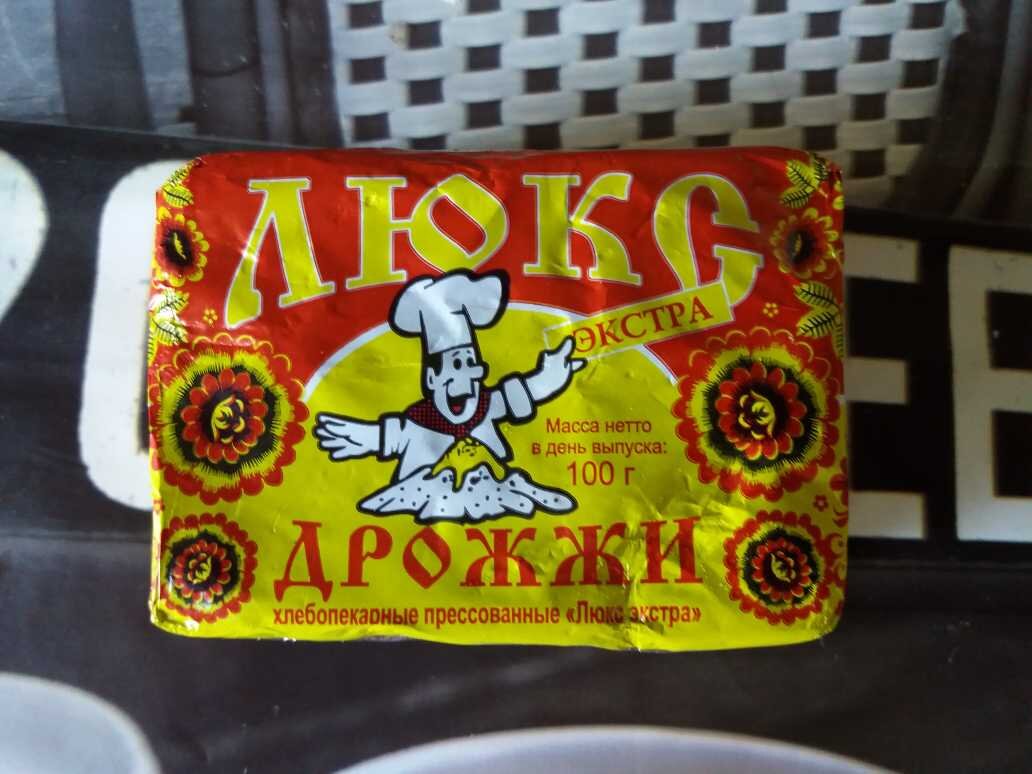 ЛЮКС
ЭКСТРА
Масса нетто
в день выпуска:
100 г
ДРОЖЖИ
хлебопекарные прессованные «Люкс экстра»